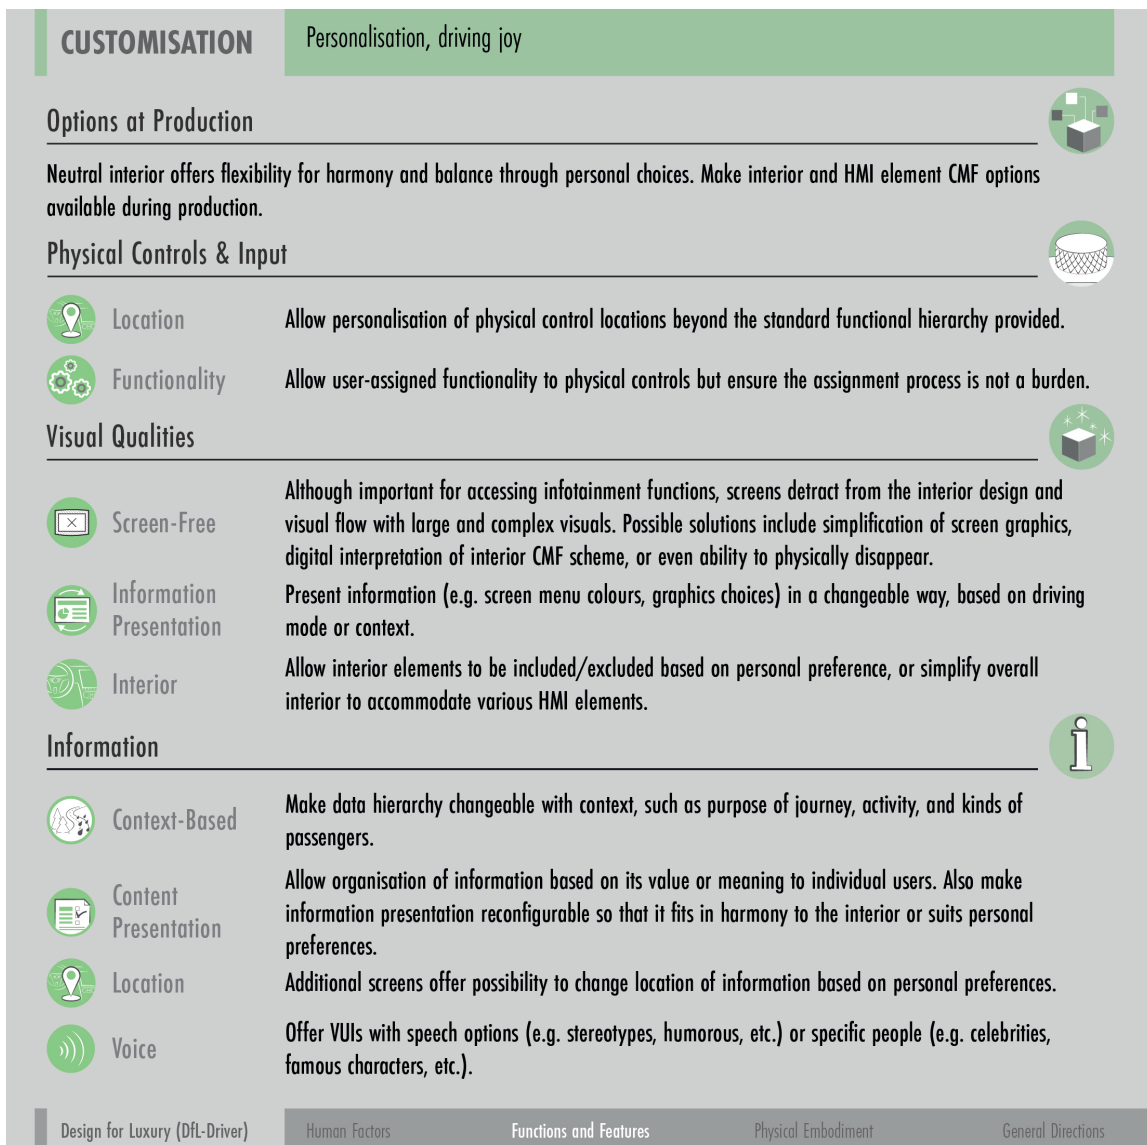 CUSTOMISATION
Personalisation, driving joy
Options at Production
Neutral interior offers flexibility for harmony and balance through personal choices. Make interior and HMI element CMF options
available during production.
Physical Controls & Input
Location
Allow personalisation of physical control locations beyond the standard functional hierarchy provided.
Functionality
Allow user-assigned functionality to physical controls but ensure the assignment process is not a burden.
Visual Qualities
Screen-Free
Although important for accessing infotainment functions, screens detract from the interior design and
visual flow with large and complex visuals. Possible solutions include simplification of screen graphics,
digital interpretation of interior CMF scheme, or even ability to physically disappear.
Information
Presentation
Present information (e.g. screen menu colours, graphics choices) in a changeable way, based on driving
mode or context.
Interior
Allow interior elements to be included/excluded based on personal preference, or simplify overall
interior to accommodate various HMI elements.
Information
Context-Based
Make data hierarchy changeable with context, such as purpose of journey, activity, and kinds of
passengers.
Content
Presentation
Allow organisation of information based on its value or meaning to individual users. Also make
information presentation reconfigurable so that it fits in harmony to the interior or suits personal
preferences.
Location
Additional screens offer possibility to change location of information based on personal preferences.
Voice
Offer VUIs with speech options (e.g. stereotypes, humorous, etc.) or specific people (e.g. celebrities,
famous characters, etc.).
Design for Luxury (DfL-Driver)
Human Factors
Functions and Features
Physical Embodiment
General Directions